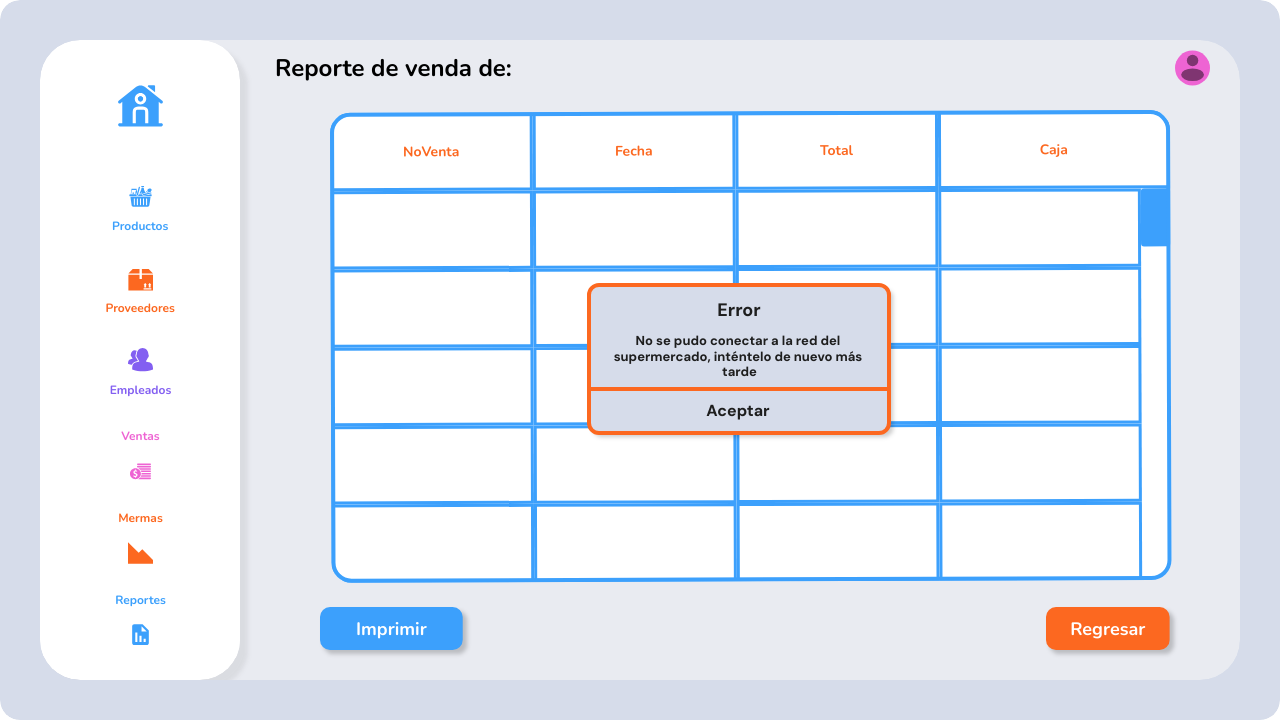 Reporte de venda de:
NoVenta
Fecha
Total
Caja
Productos
Proveedores
Empleados
Ventas
Mermas
Reportes
Error
No se pudo conectar a la red del
supermercado, inténtelo de nuevo más
tarde
Aceptar
Imprimir
Regresar